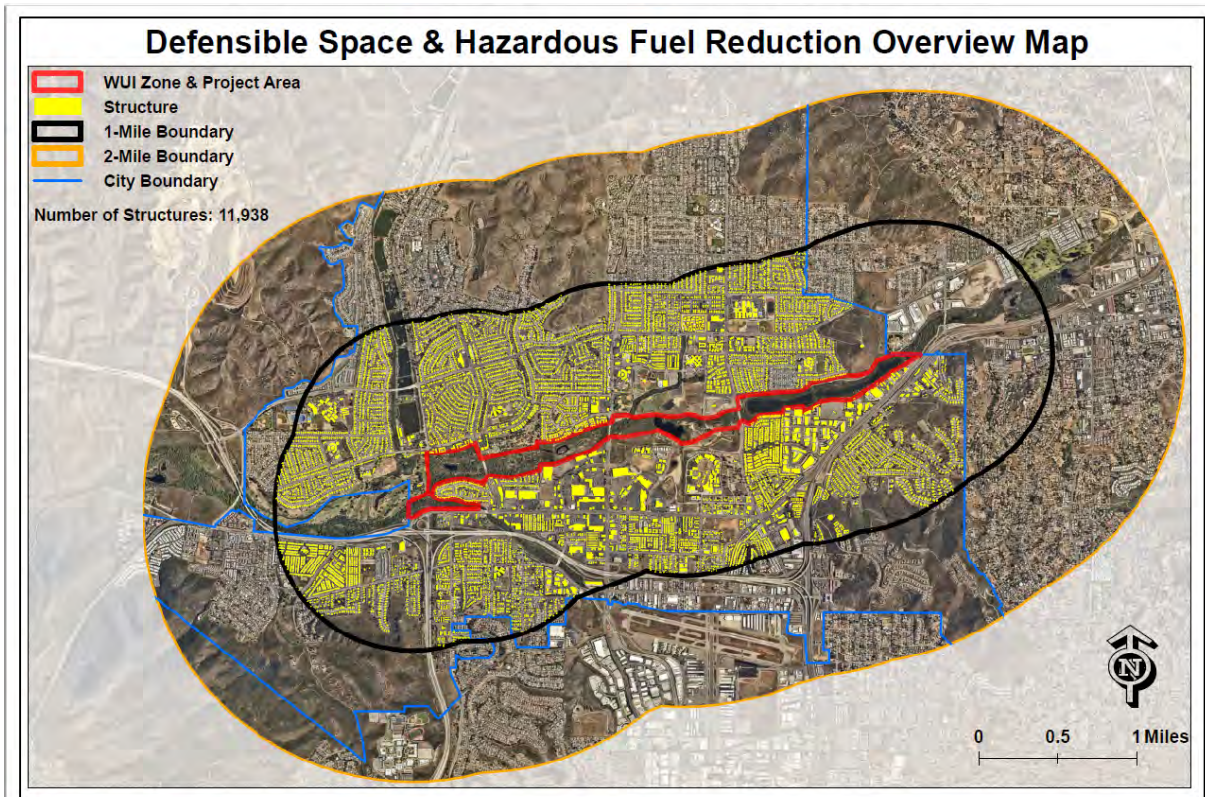 Defensible Space & Hazardous Fuel Reduction Overview Map
WUI Zone & Project Area
Structure
1-Mile Boundary
2-Mile Boundary
City Boundary
Number of Structures: 11,938
N
0 0.5 1 Miles